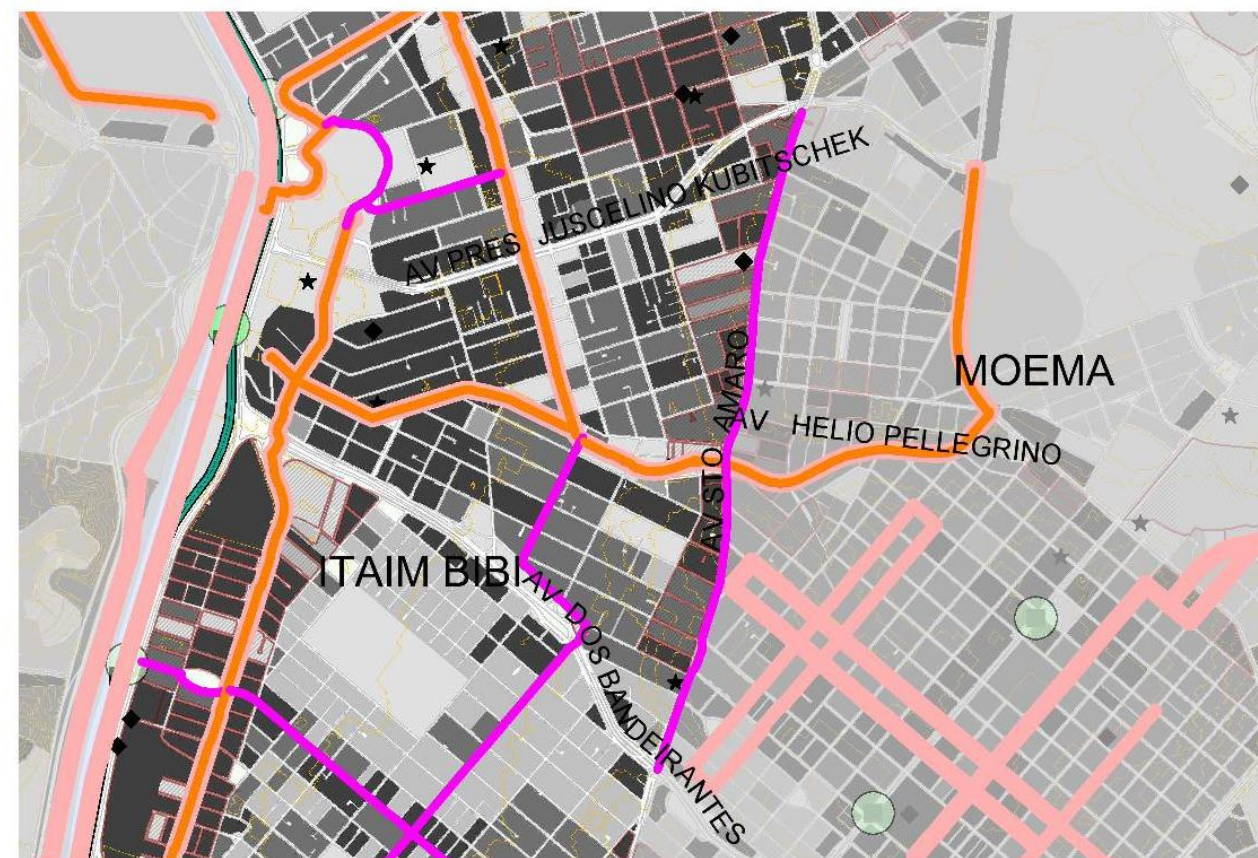 AV PRES JUSCELINO KUBITSCHEK
MOEMA
AV STO AMARO
AV HELIO PELLEGRINO
ITAIM BIBI
AV DOS BANDEIRANTES